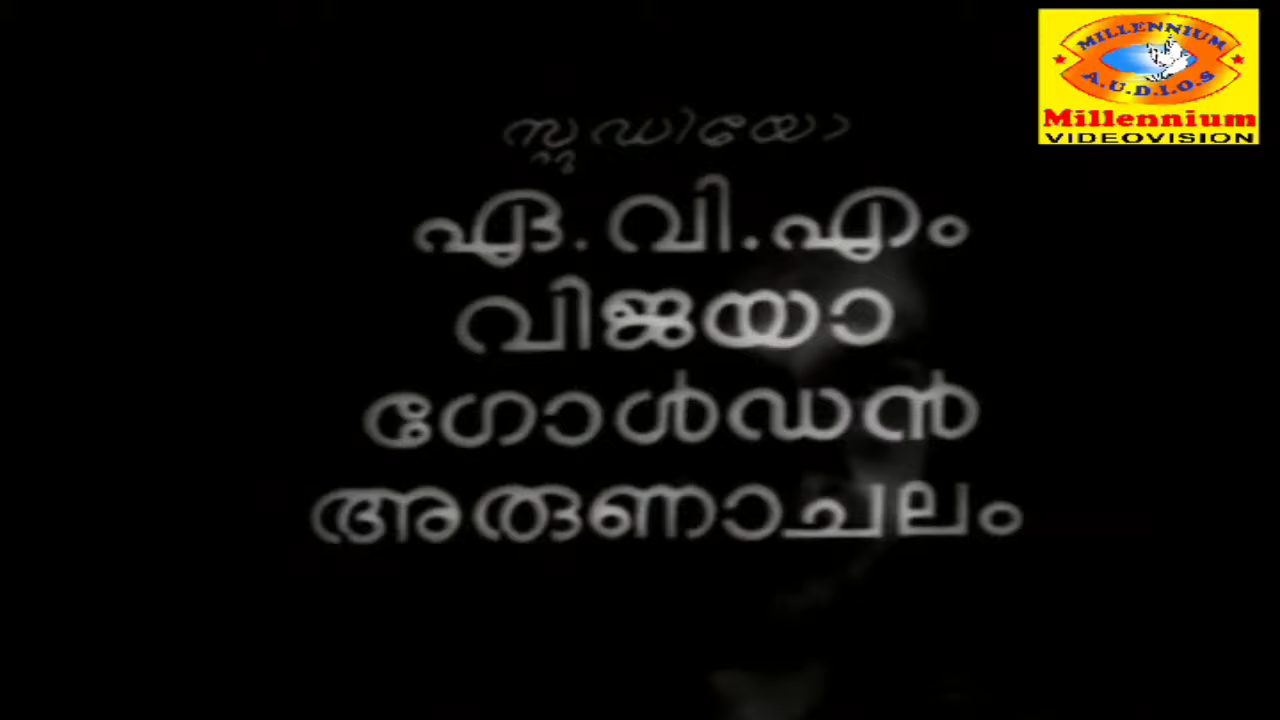 MILLENNIUM
A.U.D.I.O.S
Millennium
VIDEOVISION
സ്റ്റുഡിയോ
ഏ.വി.എം
വിജയാ
ഗോൾഡൻ
അരുണാചലം